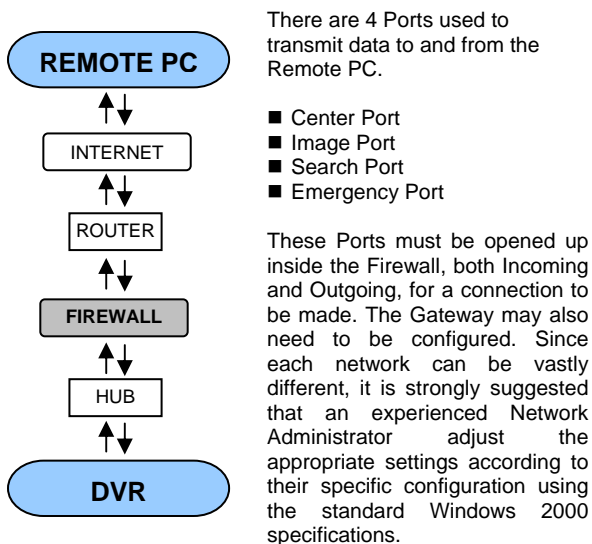 REMOTE PC
INTERNET
ROUTER
FIREWALL
HUB
DVR
There are 4 Ports used to
transmit data to and from the
Remote PC.
■ Center Port
■ Image Port
■ Search Port
■ Emergency Port
These Ports must be opened up
inside the Firewall, both Incoming
and Outgoing, for a connection to
be made. The Gateway may also
need to be configured. Since
each network can be vastly
different, it is strongly suggested
that an experienced Network
Administrator adjust the
appropriate settings according to
their specific configuration using
the standard Windows 2000
specifications.